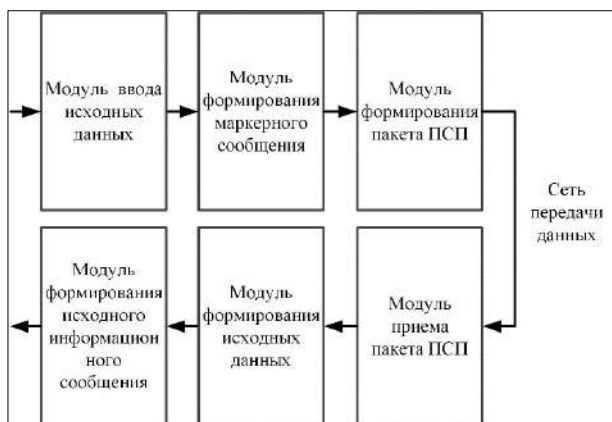 Модуль ввода
исходных
данных
Модуль
формирования
маркерного
сообщения
Модуль
формирования
пакета ПСП
Сеть
передачи
данных
Модуль
формирования
исходного
информацион
ного
сообщения
Модуль
формирования
исходных
данных
Модуль
приема
пакета ПСП